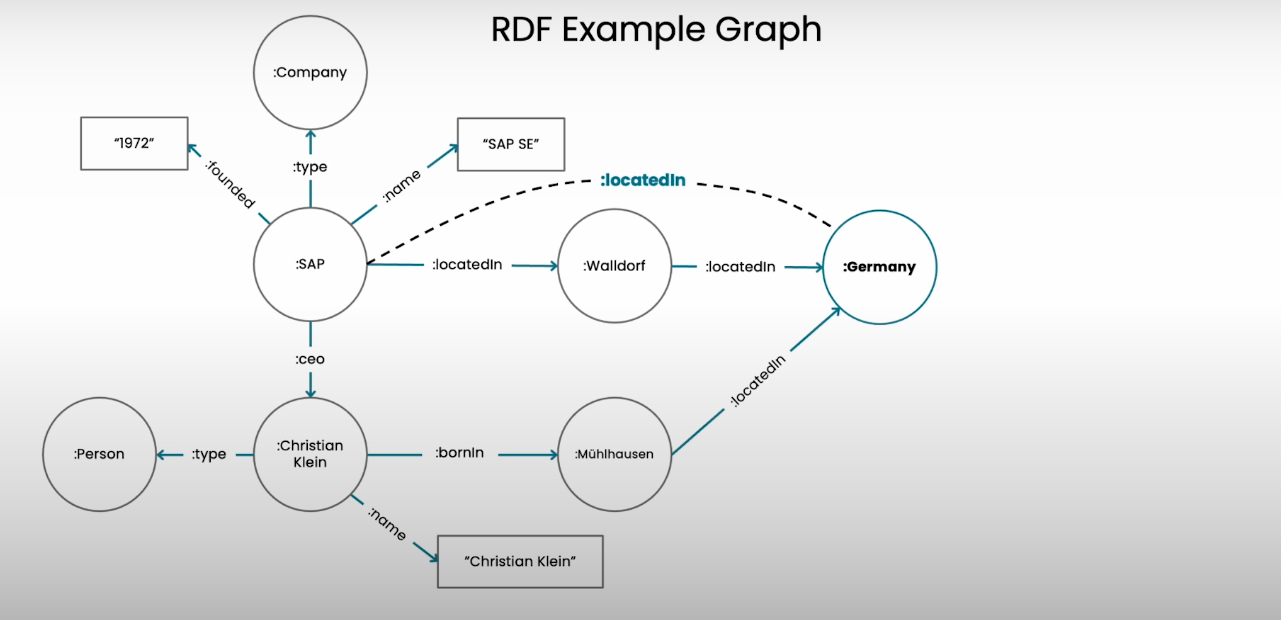 RDF Example Graph
:Company
"1972"
"SAP SE"
:founded
:type
:name
:locatedIn
:SAP
:locatedIn
:Walldorf
:locatedIn
:Germany
:ceo
:locatedIn
:Person
:type
:Christian
Klein
:bornIn
:Mühlhausen
:name
"Christian Klein"